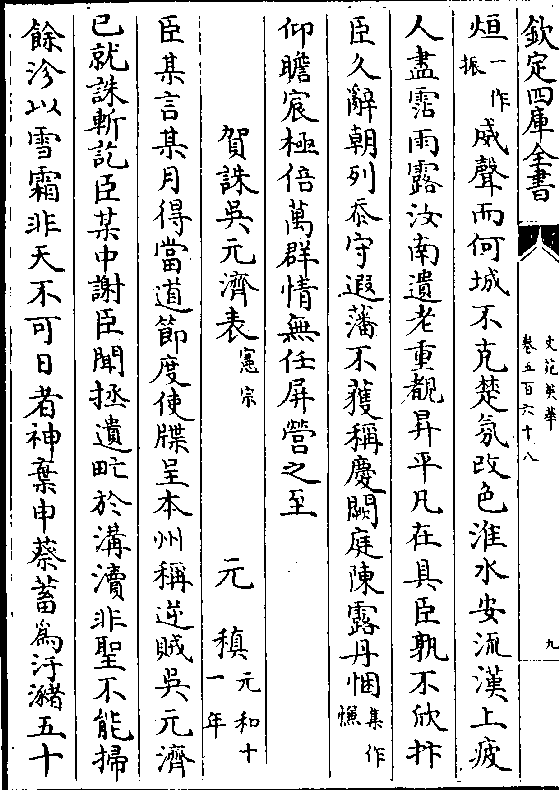 欽定四庫全書
文苑英華
卷五百六十八
九
烜一作振威聲而何城不克楚氛改色淮水安流漢上疲
人盡霑雨露汝南遺老重覩昇平凡在具臣孰不欣抃
臣久辭朝列忝守遐藩不獲稱慶闕庭陳露丹悃集作慺
仰瞻宸極倍萬群情無任屏營之至
賀誅吳元濟表憲宗 元稹元和十一年
臣某言某月得當道節度使牒呈本州稱逆賊吳元濟
已就誅斬訖臣某中謝臣聞拯遺甿於溝瀆非聖不能掃
餘沴以雪霜非天不可日者神棄申蔡蓄為汙瀦五十